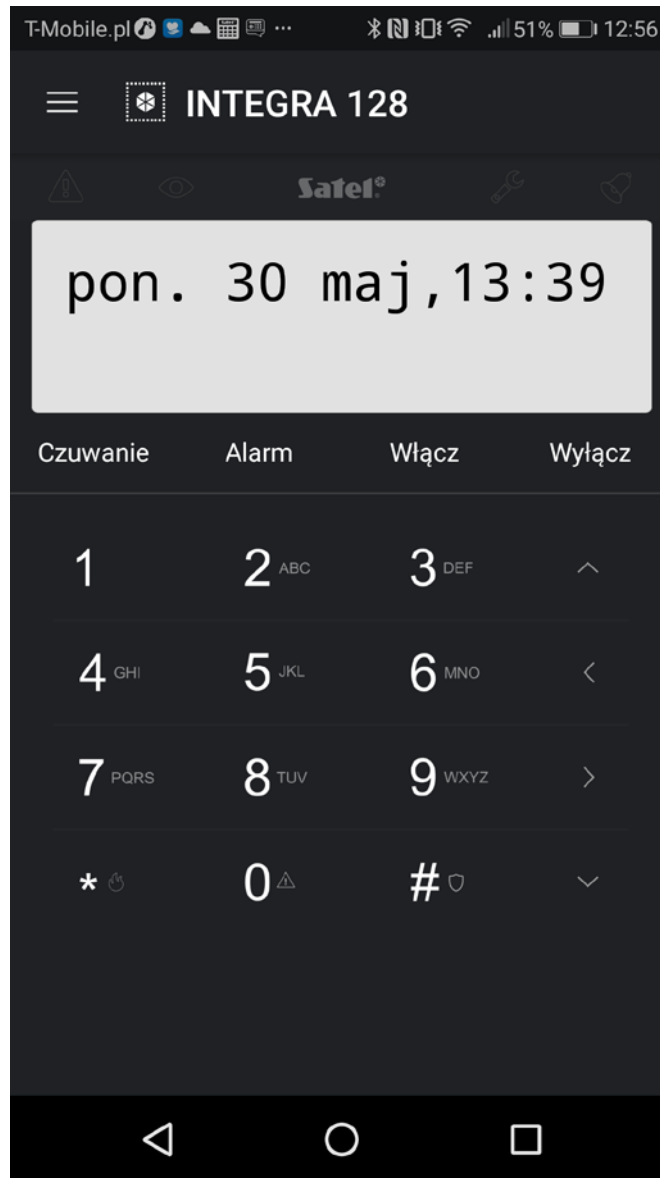 T-Mobile.pl 51% 12:56
INTEGRA 128
Satel
pon. 30 maj,13:39
Czuwanie Alarm Włącz Wyłącz
1 2 ABC 3 DEF
4 GHI 5 JKL 6 MNO
7 PQRS 8 TUV 9 WXYZ
* 0 #